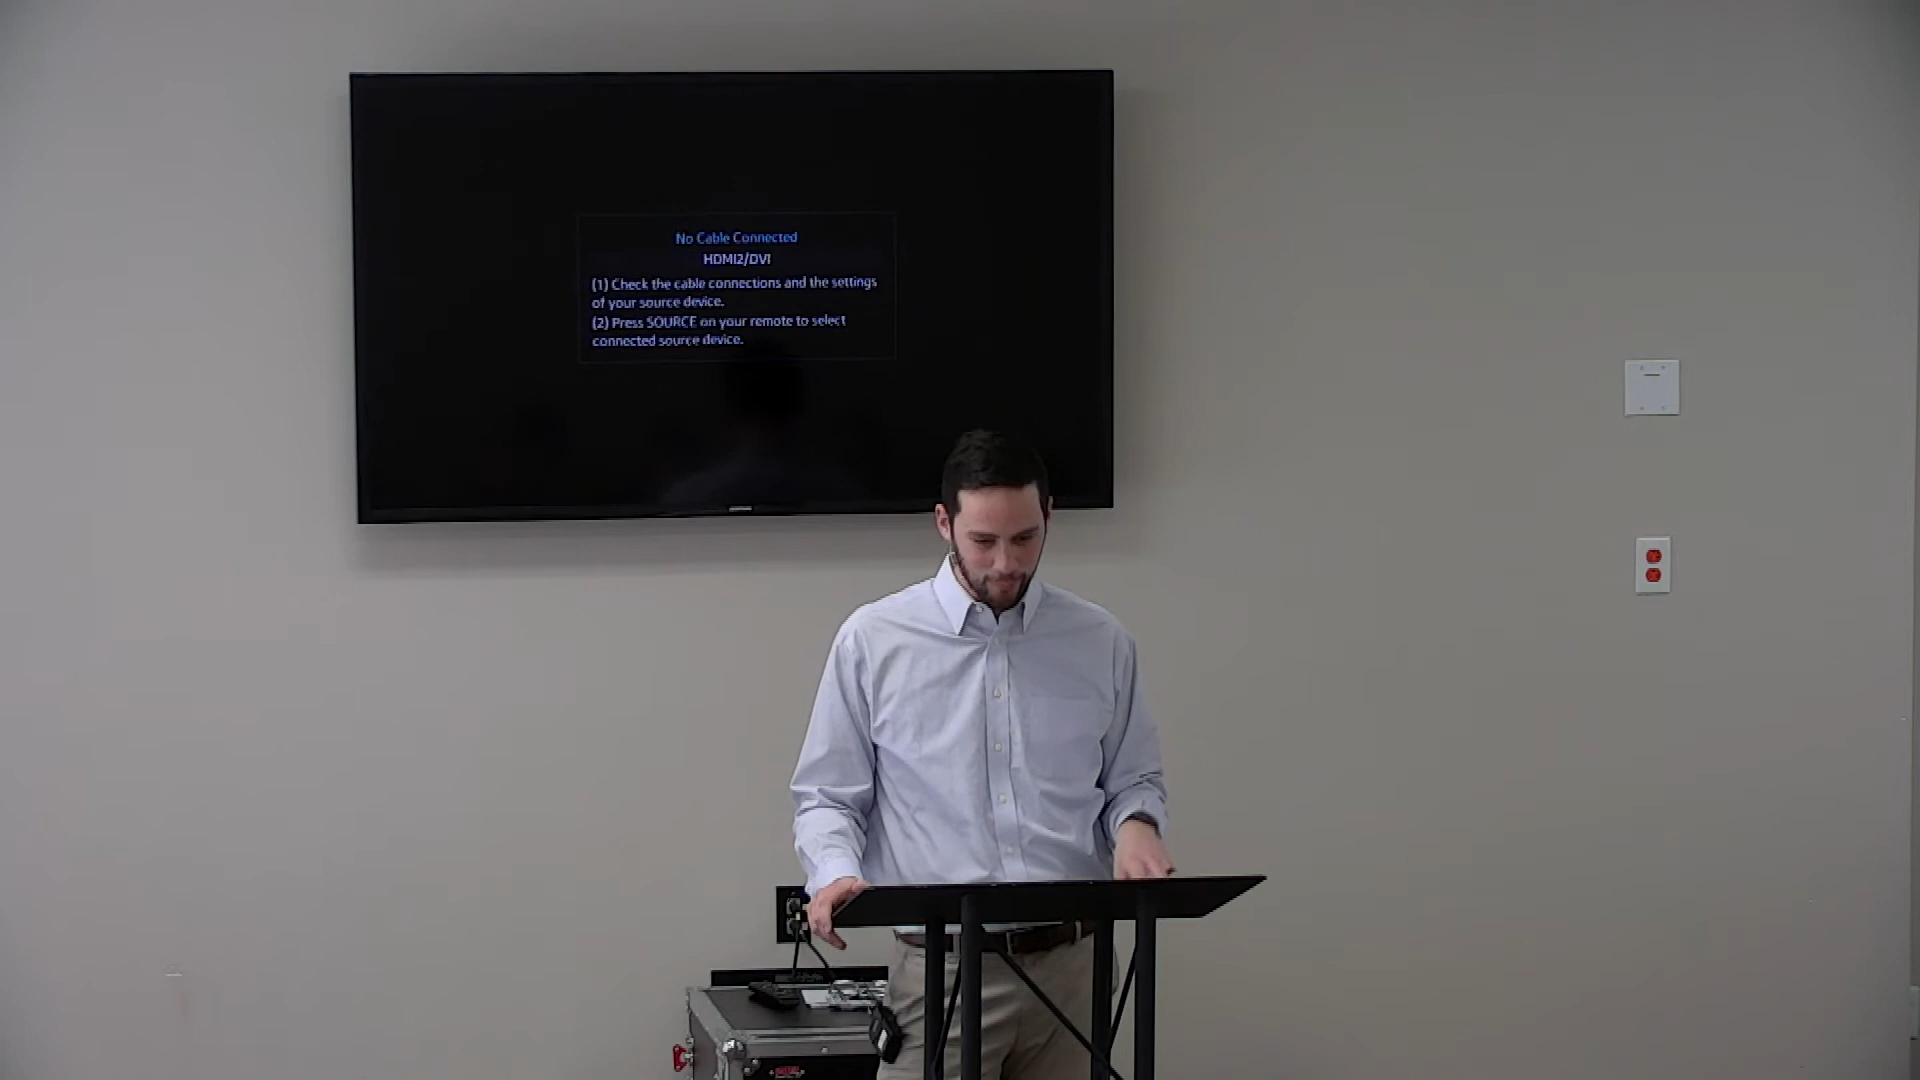 No Cable Connected
HDMI2/DVI
(1) Check the cable connections and the settings
of your source device.
(2) Press SOURCE on your remote to select
connected source device.